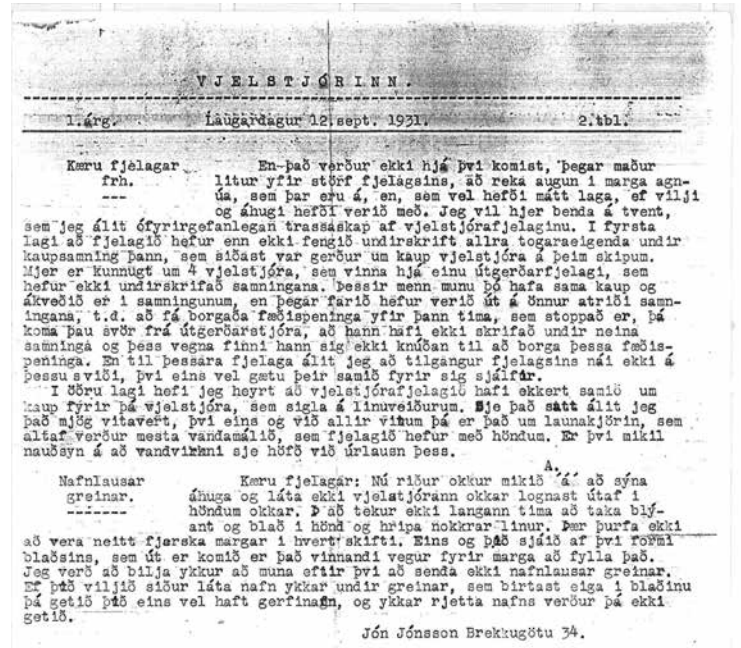 VJELSTJÓRINN.
1.árg. Laugardagur 12.sept. 1931. 2.tbl.
Kæru fjelagar En það verður ekki hjá því komist, þegar maður
frh. litur yfir störf fjelagsins, að reka augun i marga agn-
--- úa, sem þar eru á, en, sem vel hefði mátt laga, ef vilji
og áhugi hefði verið með. Jeg vil hjer benda á tvent,
sem jeg álit ófyrirgefanlegan trassaskap af vjelstjórafjelaginu. I fyrsta
lagi að fjelagið hefur enn ekki fengið undirskrift allra togaraeigenda undir
kaupsamning þann, sem siðast var gerður um kaup vjelstjóra á þeim skipum.
Mjer er kunnugt um 4 vjelstjóra, sem vinna hjá einu útgerðarfjelagi, sem
hefur ekki undirskrifað samningana. Þessir menn munu þó hafa sama kaup og
ákveðið er i samningunum, en þegar farið hefur verið út á önnur atriði samn-
ingana, t.d. að fá borgaða fæðispeninga yfir þann tima, sem stoppað er, þá
koma þau svör frá útgerðarstjóra, að hann hafi ekki skrifað undir neina
samninga og þess vegna finni hann sig ekki knúðan til að borga þessa fæðis-
peninga. En til þessara fjelaga álit jeg að tilgangur fjelagsins nái ekki á
þessu sviði, þvi eins vel gætu þeir samið fyrir sig sjálfir.
I öðru lagi hefi jeg heyrt að vjelstjórafjelagið hafi ekkert samið um
kaup fyrir þá vjelstjóra, sem sigla á linuveiðurum. Sje það satt álit jeg
það mjög vitavert, þvi eins og við allir vitum þá er það um launakjörin, sem
altaf verður mesta vandamálið, sem fjelagið hefur með höndum. Er þvi mikil
nauðsyn á að vandvirkni sje höfð við úrlausn þess.
A.
Nafnlausar Kæru fjelagar: Nú riður okkur mikið á að sýna
greinar. áhuga og láta ekki vjelstjórann okkar lognast útaf i
------- höndum okkar. Það tekur ekki langann tima að taka blý-
ant og blað i hönd og hripa nokkrar linur. Þær þurfa ekki
að vera neitt fjarska margar i hvert skifti. Eins og þið sjáið af þvi formi
blaðsins, sem út er komið er það vinnandi vegur fyrir marga að fylla það.
Jeg verð að bilja ykkur að muna eftir þvi að senda ekki nafnlausar greinar.
Ef þið viljið siður láta nafn ykkar undir greinar, sem birtast eiga i blaðinu
þá getið þið eins vel haft gerfinafn, og ykkar rjetta nafns verður þá ekki
getið.
Jón Jónsson Brekkugötu 34.